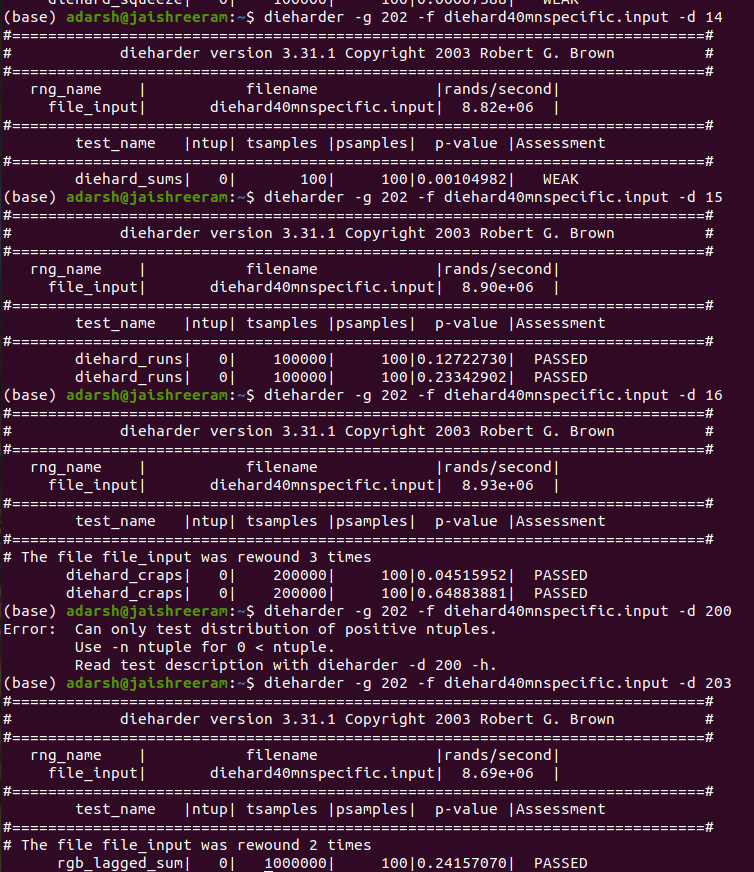 diehard_squeeze| 0| 100000| 100|0.00007588| WEAK
(base) adarsh@jaishreeram:~$ dieharder -g 202 -f diehard40mnspecific.input -d 14
#=============================================================================#
# dieharder version 3.31.1 Copyright 2003 Robert G. Brown #
#=============================================================================#
rng_name | filename |rands/second|
file_input| diehard40mnspecific.input| 8.82e+06 |
#=============================================================================#
test_name |ntup| tsamples |psamples| p-value |Assessment
#=============================================================================#
diehard_sums| 0| 100| 100|0.00104982| WEAK
(base) adarsh@jaishreeram:~$ dieharder -g 202 -f diehard40mnspecific.input -d 15
#=============================================================================#
# dieharder version 3.31.1 Copyright 2003 Robert G. Brown #
#=============================================================================#
rng_name | filename |rands/second|
file_input| diehard40mnspecific.input| 8.90e+06 |
#=============================================================================#
test_name |ntup| tsamples |psamples| p-value |Assessment
#=============================================================================#
diehard_runs| 0| 100000| 100|0.12722730| PASSED
diehard_runs| 0| 100000| 100|0.23342902| PASSED
(base) adarsh@jaishreeram:~$ dieharder -g 202 -f diehard40mnspecific.input -d 16
#=============================================================================#
# dieharder version 3.31.1 Copyright 2003 Robert G. Brown #
#=============================================================================#
rng_name | filename |rands/second|
file_input| diehard40mnspecific.input| 8.93e+06 |
#=============================================================================#
test_name |ntup| tsamples |psamples| p-value |Assessment
#=============================================================================#
# The file file_input was rewound 3 times
diehard_craps| 0| 200000| 100|0.04515952| PASSED
diehard_craps| 0| 200000| 100|0.64883881| PASSED
(base) adarsh@jaishreeram:~$ dieharder -g 202 -f diehard40mnspecific.input -d 200
Error: Can only test distribution of positive ntuples.
Use -n ntuple for 0 < ntuple.
Read test description with dieharder -d 200 -h.
(base) adarsh@jaishreeram:~$ dieharder -g 202 -f diehard40mnspecific.input -d 203
#=============================================================================#
# dieharder version 3.31.1 Copyright 2003 Robert G. Brown #
#=============================================================================#
rng_name | filename |rands/second|
file_input| diehard40mnspecific.input| 8.69e+06 |
#=============================================================================#
test_name |ntup| tsamples |psamples| p-value |Assessment
#=============================================================================#
# The file file_input was rewound 2 times
rgb_lagged_sum| 0| 1000000| 100|0.24157070| PASSED